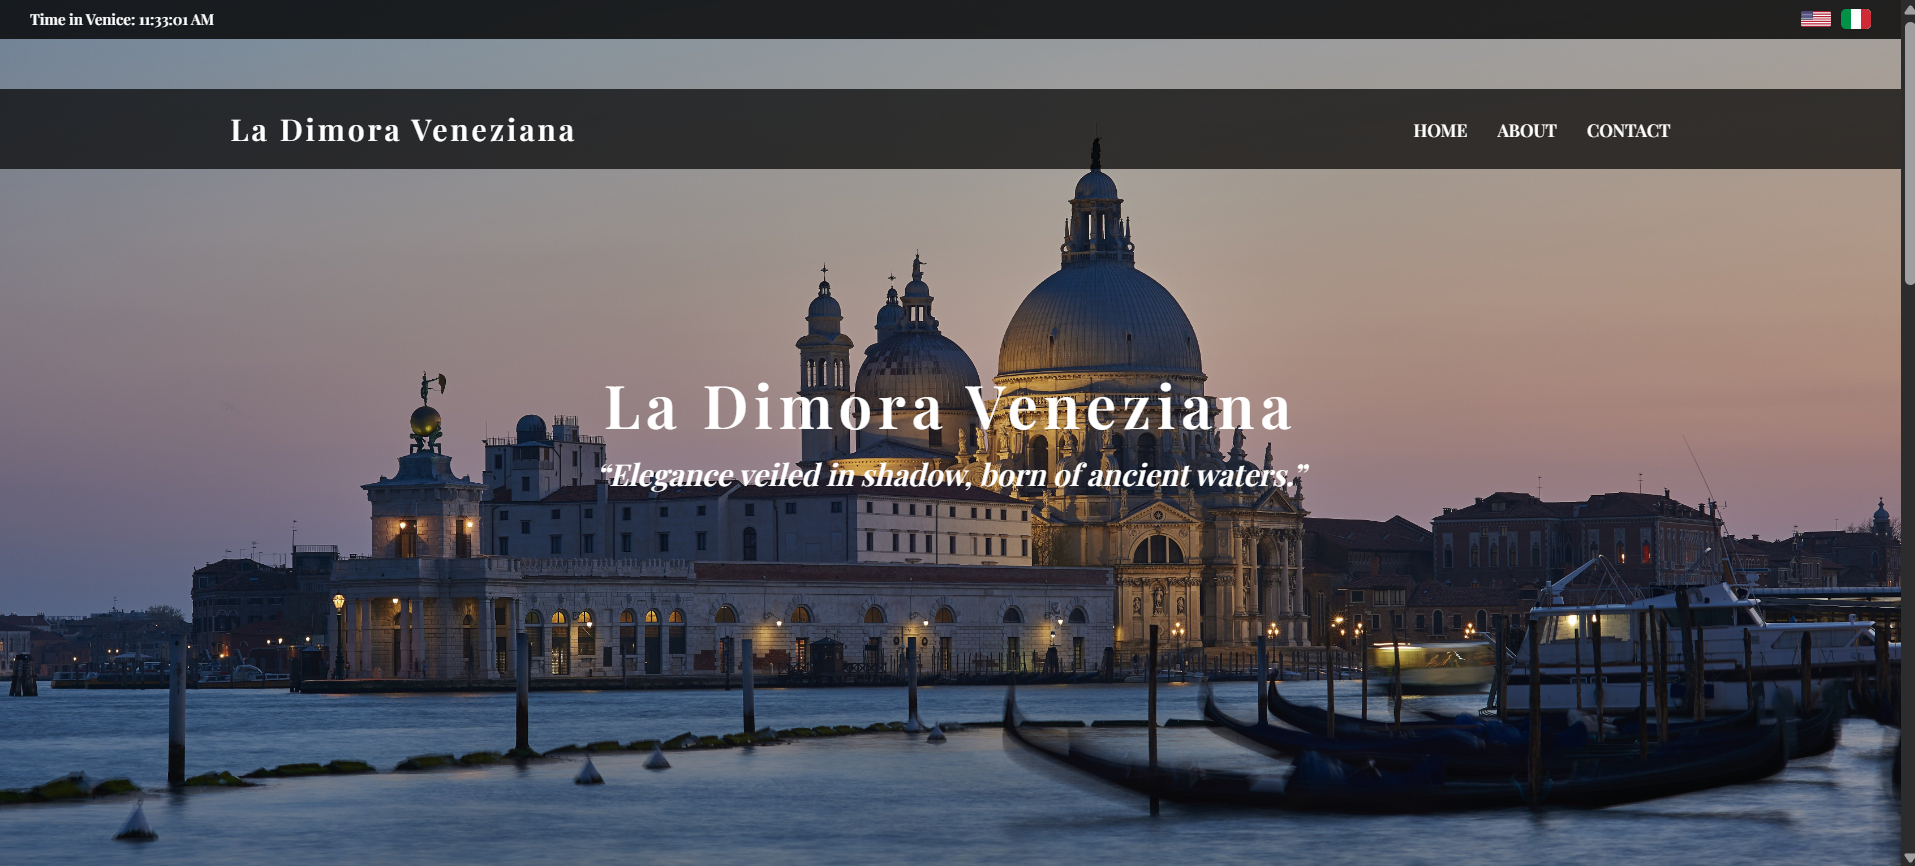 Time in Venice: 11:33:01 AM
La Dimora Veneziana
HOME ABOUT CONTACT
La Dimora Veneziana
“Elegance veiled in shadow, born of ancient waters.”